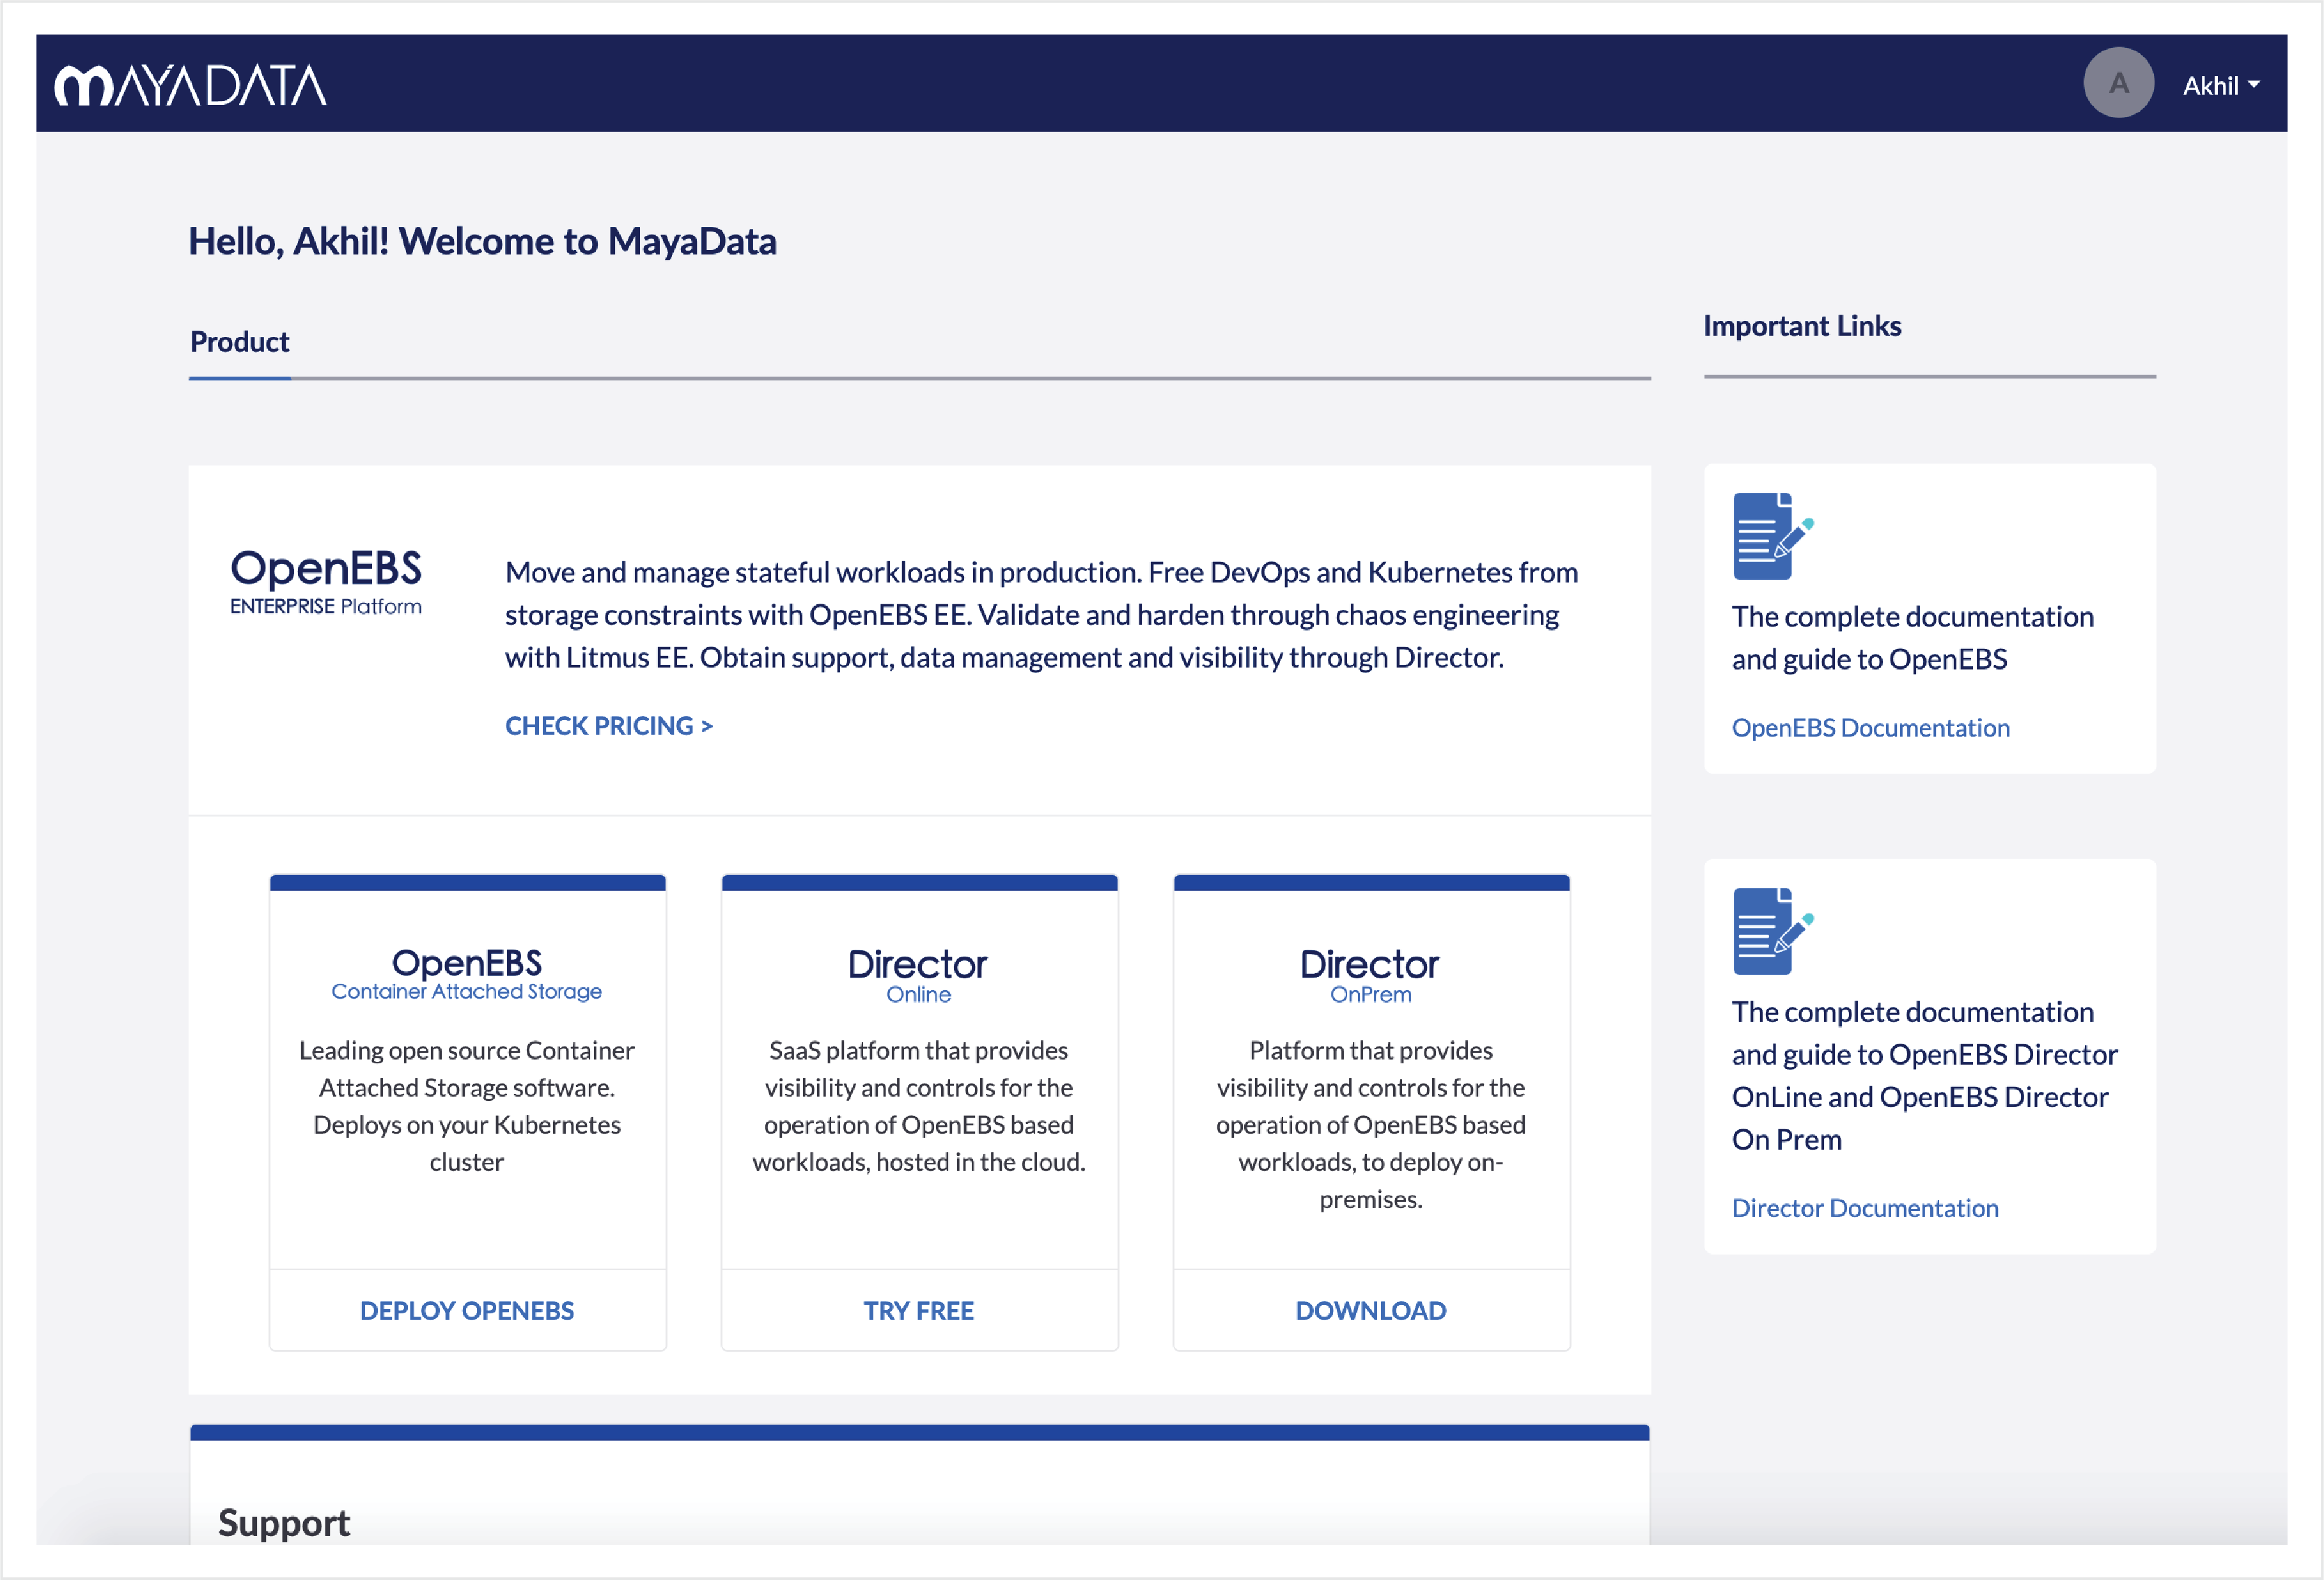 MAYADATA
A
Akhil
Hello, Akhil! Welcome to MayaData
Product
OpenEBS
ENTERPRISE Platform
Move and manage stateful workloads in production. Free DevOps and Kubernetes from
storage constraints with OpenEBS EE. Validate and harden through chaos engineering
with Litmus EE. Obtain support, data management and visibility through Director.
CHECK PRICING >
OpenEBS
Container Attached Storage
Leading open source Container
Attached Storage software.
Deploys on your Kubernetes
cluster
DEPLOY OPENEBS
Director
Online
SaaS platform that provides
visibility and controls for the
operation of OpenEBS based
workloads, hosted in the cloud.
TRY FREE
Director
OnPrem
Platform that provides
visibility and controls for the
operation of OpenEBS based
workloads, to deploy on-
premises.
DOWNLOAD
Support
Important Links
The complete documentation
and guide to OpenEBS
OpenEBS Documentation
The complete documentation
and guide to OpenEBS Director
OnLine and OpenEBS Director
On Prem
Director Documentation